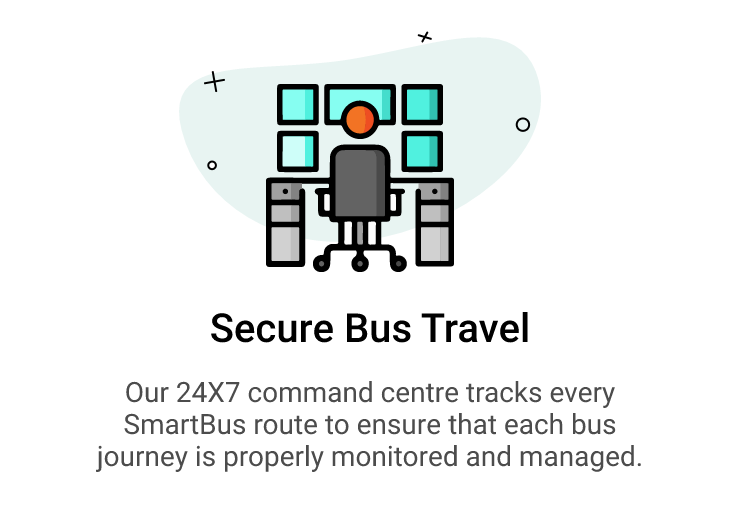 Secure Bus Travel
Our 24X7 command centre tracks every
SmartBus route to ensure that each bus
journey is properly monitored and managed.